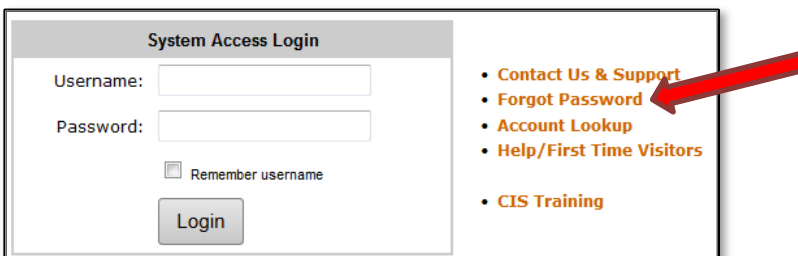 System Access Login
Username:
Password:
Remember username
Login
• Contact Us & Support
• Forgot Password
• Account Lookup
• Help/First Time Visitors
• CIS Training